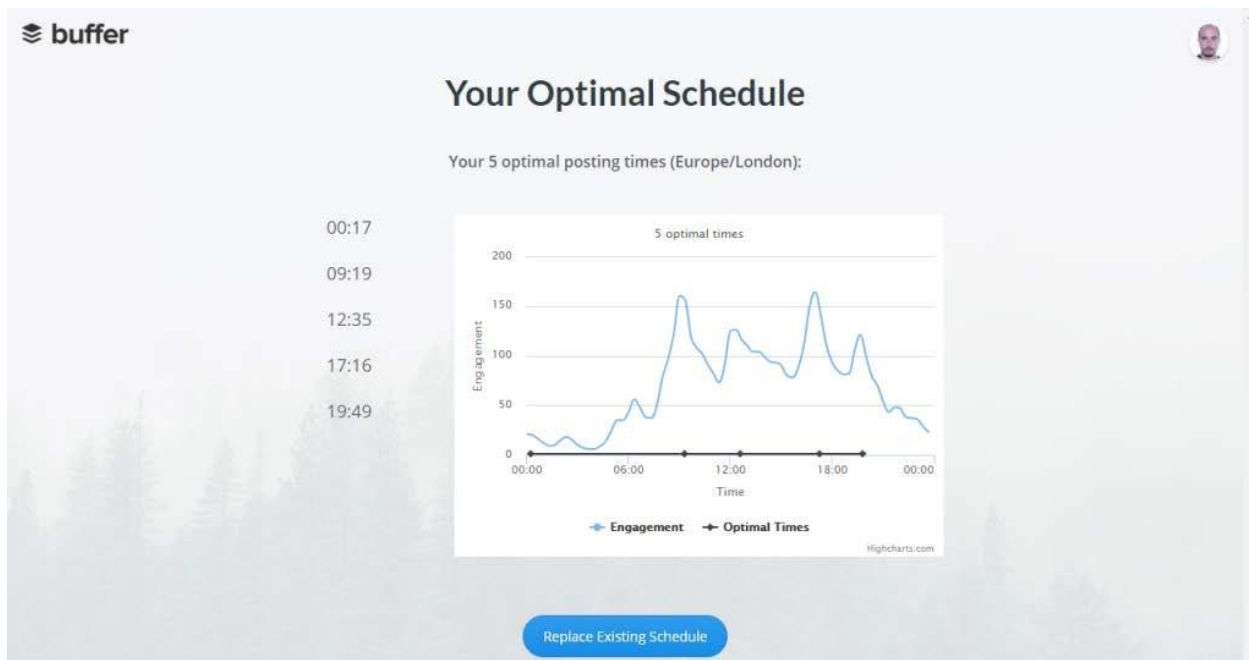 buffer
Your Optimal Schedule
Your 5 optimal posting times (Europe/London):
00:17
09:19
12:35
17:16
19:49
5 optimal times
200
150
100
50
0
Engagement
00:00 06:00 12:00 18:00 00:00
Time
Engagement Optimal Times
Highcharts.com
Replace Existing Schedule